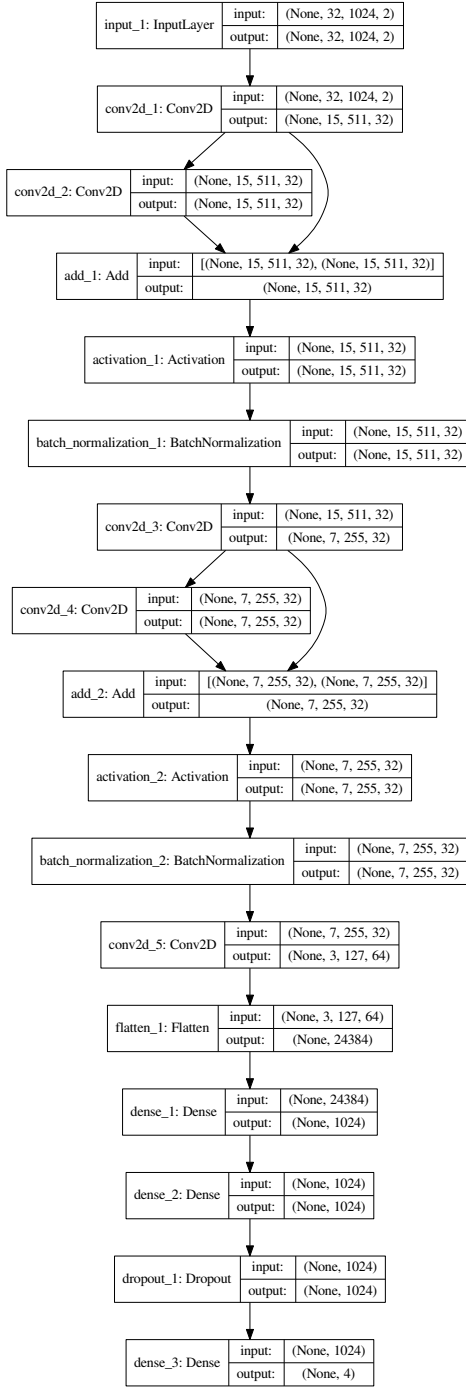 input_1: InputLayer
input: (None, 32, 1024, 2)
output: (None, 32, 1024, 2)
conv2d_1: Conv2D
input: (None, 32, 1024, 2)
output: (None, 15, 511, 32)
conv2d_2: Conv2D
input: (None, 15, 511, 32)
output: (None, 15, 511, 32)
add_1: Add
input: [(None, 15, 511, 32), (None, 15, 511, 32)]
output: (None, 15, 511, 32)
activation_1: Activation
input: (None, 15, 511, 32)
output: (None, 15, 511, 32)
batch_normalization_1: BatchNormalization
input: (None, 15, 511, 32)
output: (None, 15, 511, 32)
conv2d_3: Conv2D
input: (None, 15, 511, 32)
output: (None, 7, 255, 32)
conv2d_4: Conv2D
input: (None, 7, 255, 32)
output: (None, 7, 255, 32)
add_2: Add
input: [(None, 7, 255, 32), (None, 7, 255, 32)]
output: (None, 7, 255, 32)
activation_2: Activation
input: (None, 7, 255, 32)
output: (None, 7, 255, 32)
batch_normalization_2: BatchNormalization
input: (None, 7, 255, 32)
output: (None, 7, 255, 32)
conv2d_5: Conv2D
input: (None, 7, 255, 32)
output: (None, 3, 127, 64)
flatten_1: Flatten
input: (None, 3, 127, 64)
output: (None, 24384)
dense_1: Dense
input: (None, 24384)
output: (None, 1024)
dense_2: Dense
input: (None, 1024)
output: (None, 1024)
dropout_1: Dropout
input: (None, 1024)
output: (None, 1024)
dense_3: Dense
input: (None, 1024)
output: (None, 4)